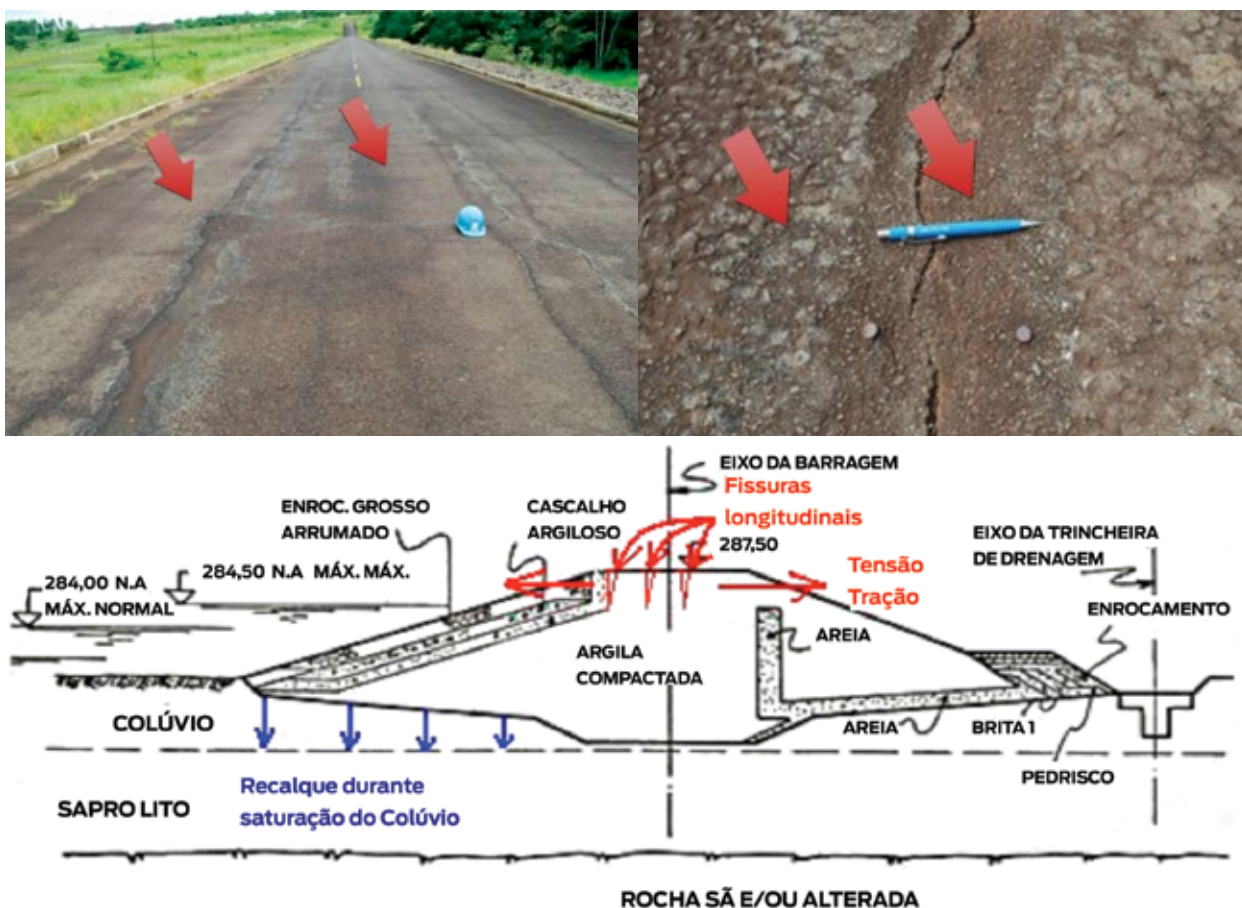 EIXO DA BARRAGEM
Fissuras
longitudinais
287,50
ENROC. GROSSO
ARRUMADO
CASCALHO
ARGILOSO
EIXO DA TRINCHEIRA
DE DRENAGEM
284,00 N.A
MÁX. NORMAL
284,50 N.A MÁX. MÁX.
Tensão
Tração
ENROCAMENTO
AREIA
ARGILA
COMPACTADA
COLÚVIO
AREIA
BRITA 1
PEDRISCO
Recalque durante
saturação do Colúvio
SAPRO LITO
ROCHA SÃ E/OU ALTERADA